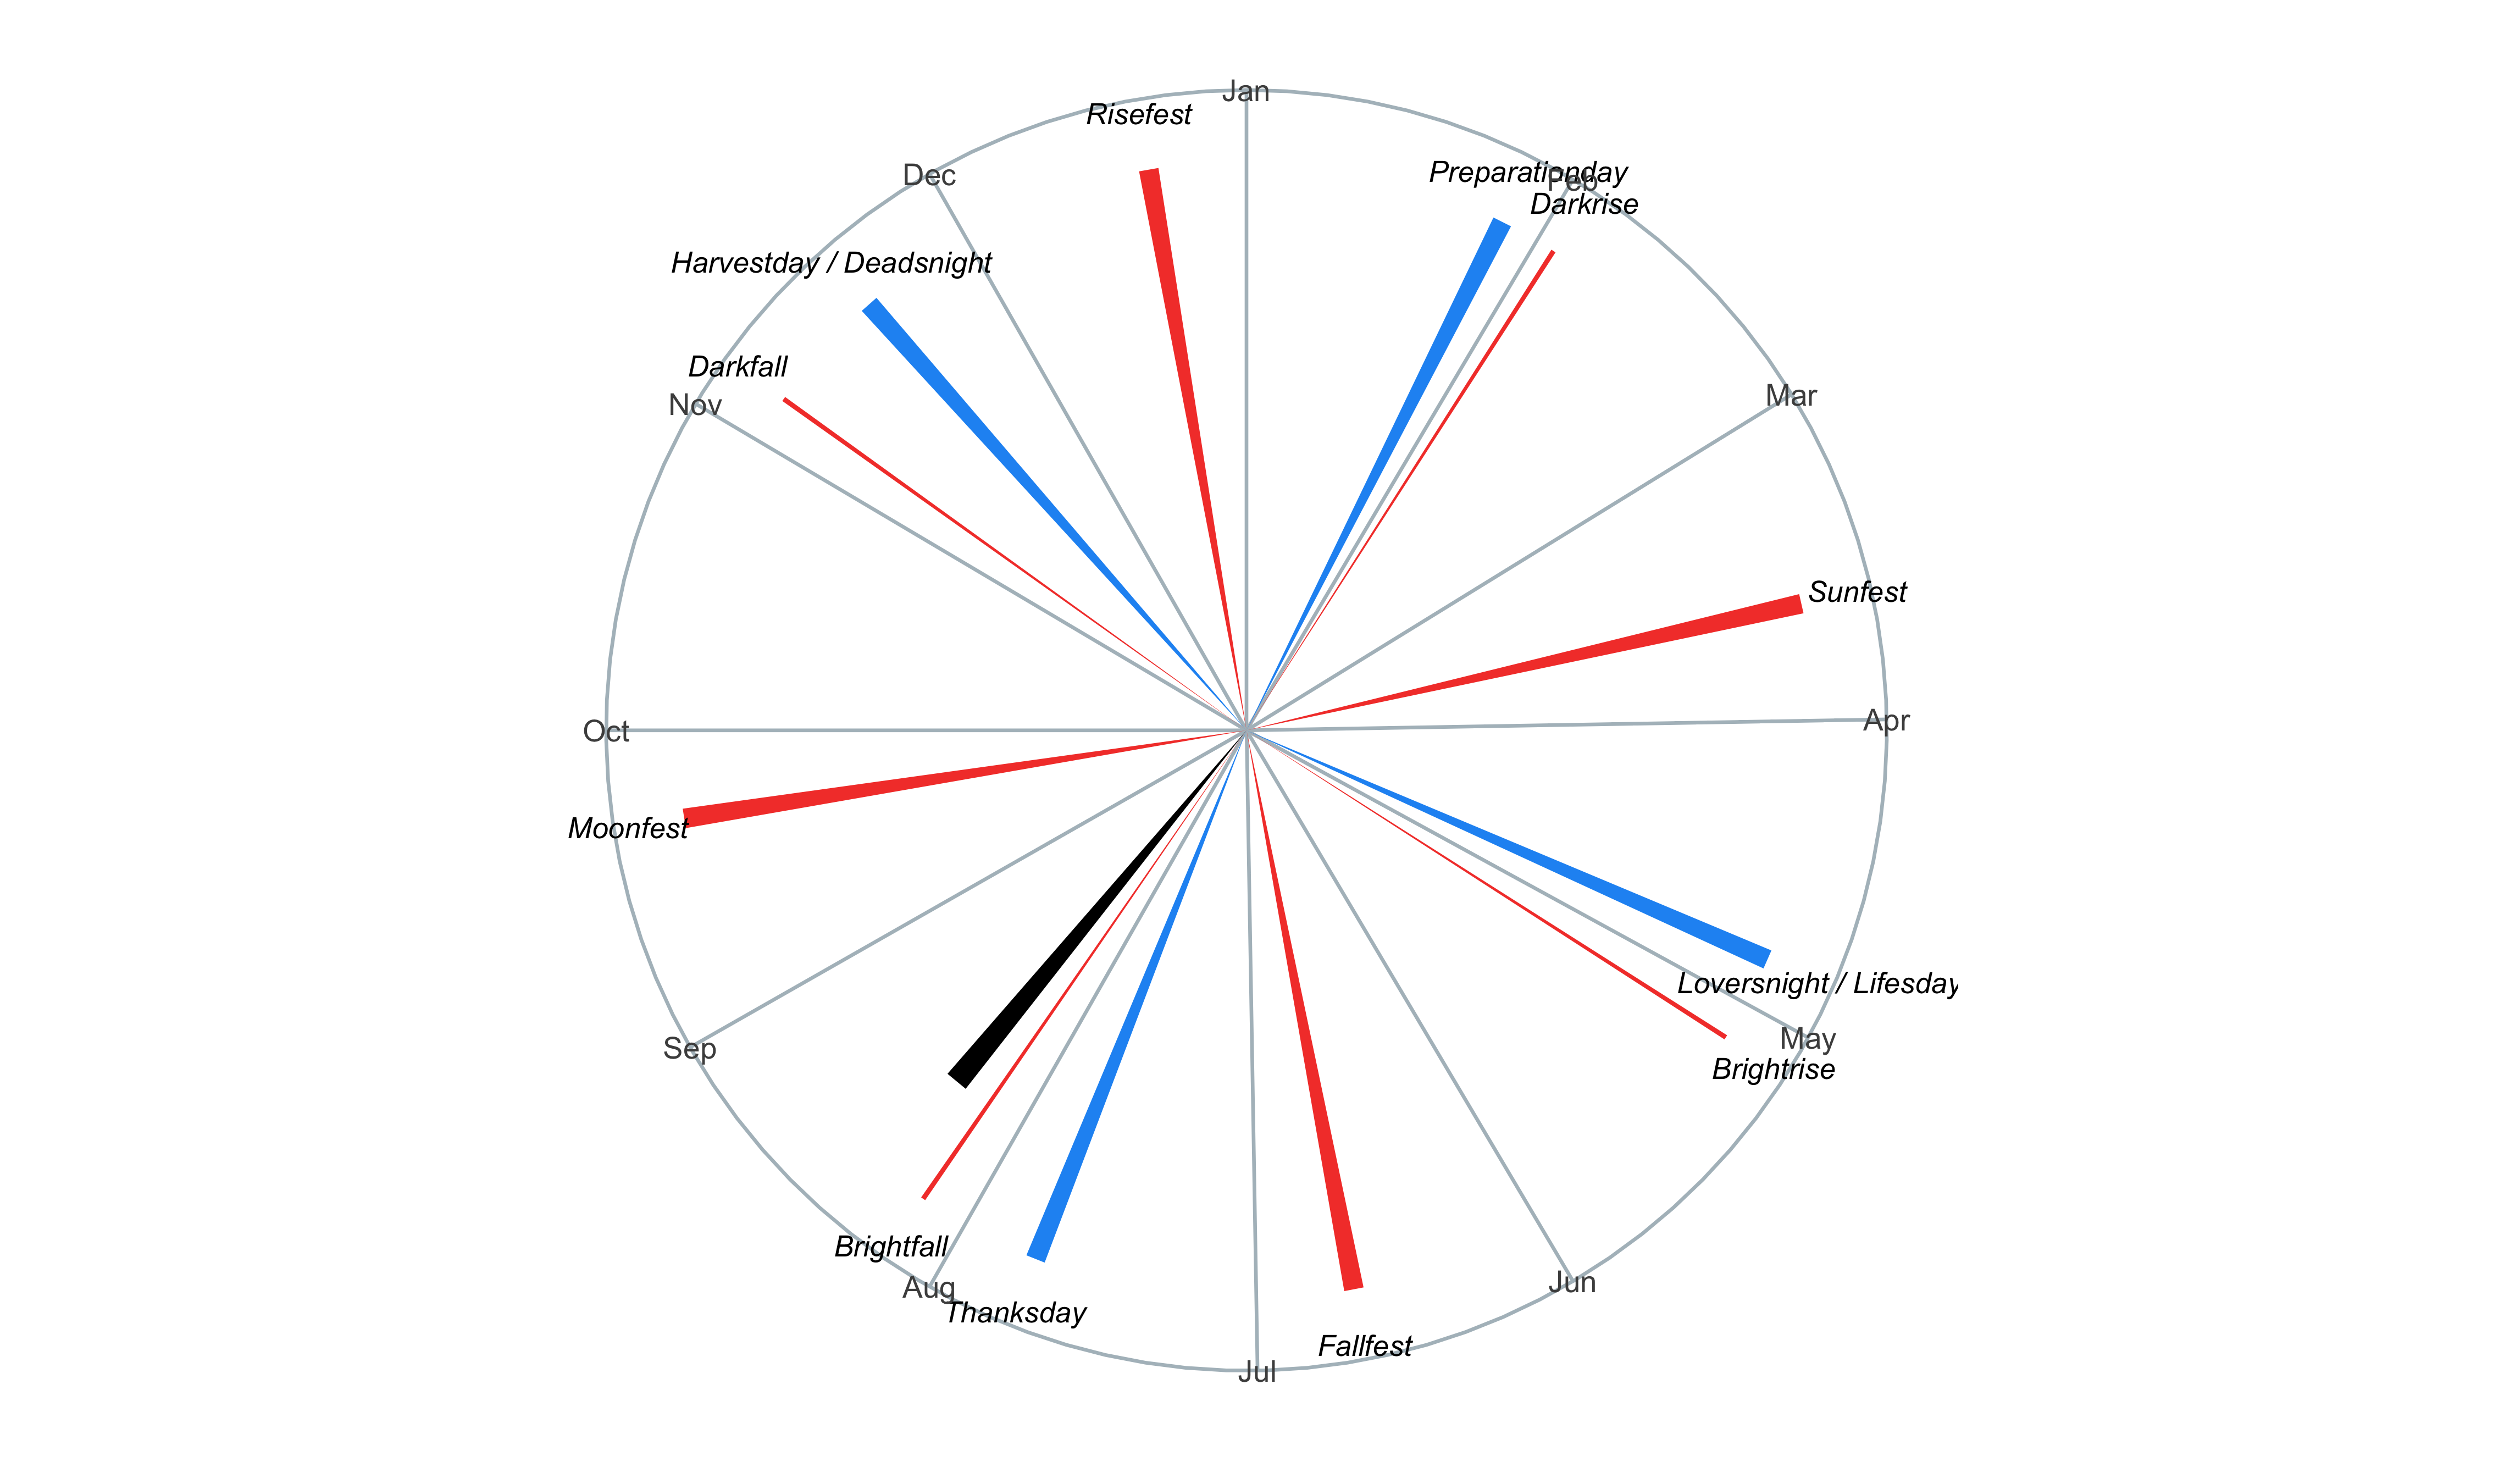 Jan
Risefest
Preparationday
Dec
Feb
Darkrise
Harvestday / Deadsnight
Darkfall
Nov
Mar
Sunfest
Oct
Apr
Moonfest
Loversnight / Lifesday
Sep
May
Brightrise
Brightfall
Aug
Jun
Thanksday
Fallfest
Jul